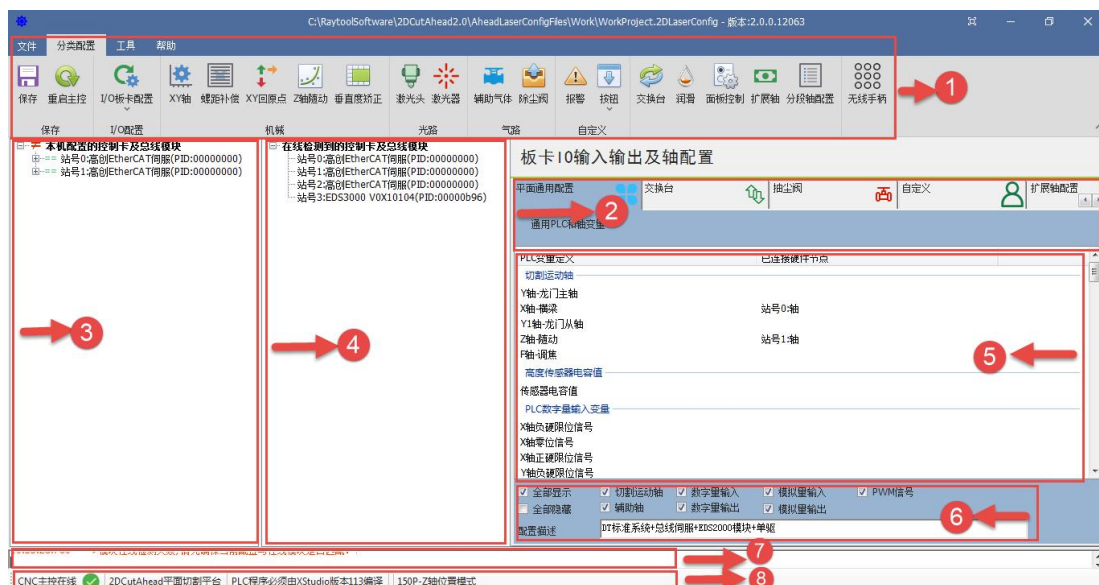 C:\RaytoolSoftware\2DCutAhead2.0\AheadLaserConfigFiles\Work\WorkProject.2DLaserConfig - 版本:2.0.0.12063
文件 分类配置 工具 帮助
保存 重启主控 I/O板卡配置 XY轴 螺距补偿 XY回原点 Z轴随动 垂直度矫正 激光头 激光器 辅助气体 除尘阀 报警 按钮 交换台 润滑 面板控制 扩展轴 分段轴配置 无线手柄
保存 I/O配置 机械 光路 气路 自定义
1
本机配置的控制卡及总线模块
站号0:高创EtherCAT伺服(PID:00000000)
站号1:高创EtherCAT伺服(PID:00000000)
3
在线检测到的控制卡及总线模块
站号0:高创EtherCAT伺服(PID:00000000)
站号1:高创EtherCAT伺服(PID:00000000)
站号2:高创EtherCAT伺服(PID:00000000)
站号3:EDS3000 V0X10104(PID:00000b96)
4
板卡IO输入输出及轴配置
平面通用配置 交换台 抽尘阀 自定义 扩展轴配置
2
通用PLC和轴变量
PLC变量定义 已连接硬件节点
切割运动轴
Y轴-龙门主轴
X轴-横梁 站号0:轴
Y1轴-龙门从轴
Z轴-随动 站号1:轴
F轴-调焦
5
高度传感器电容值
传感器电容值
PLC数字量输入变量
X轴负硬限位信号
X轴零位信号
X轴正硬限位信号
Y轴负硬限位信号
全部显示 切割运动轴 数字量输入 模拟量输入 PWM信号
全部隐藏 辅助轴 数字量输出 模拟量输出
6
配置描述 DT标准系统+总线伺服+EDS2000模块+单驱
7
CNC主控在线 2DCutAhead平面切割平台 PLC程序必须由XStudio版本113编译 150P-Z轴位置模式
8